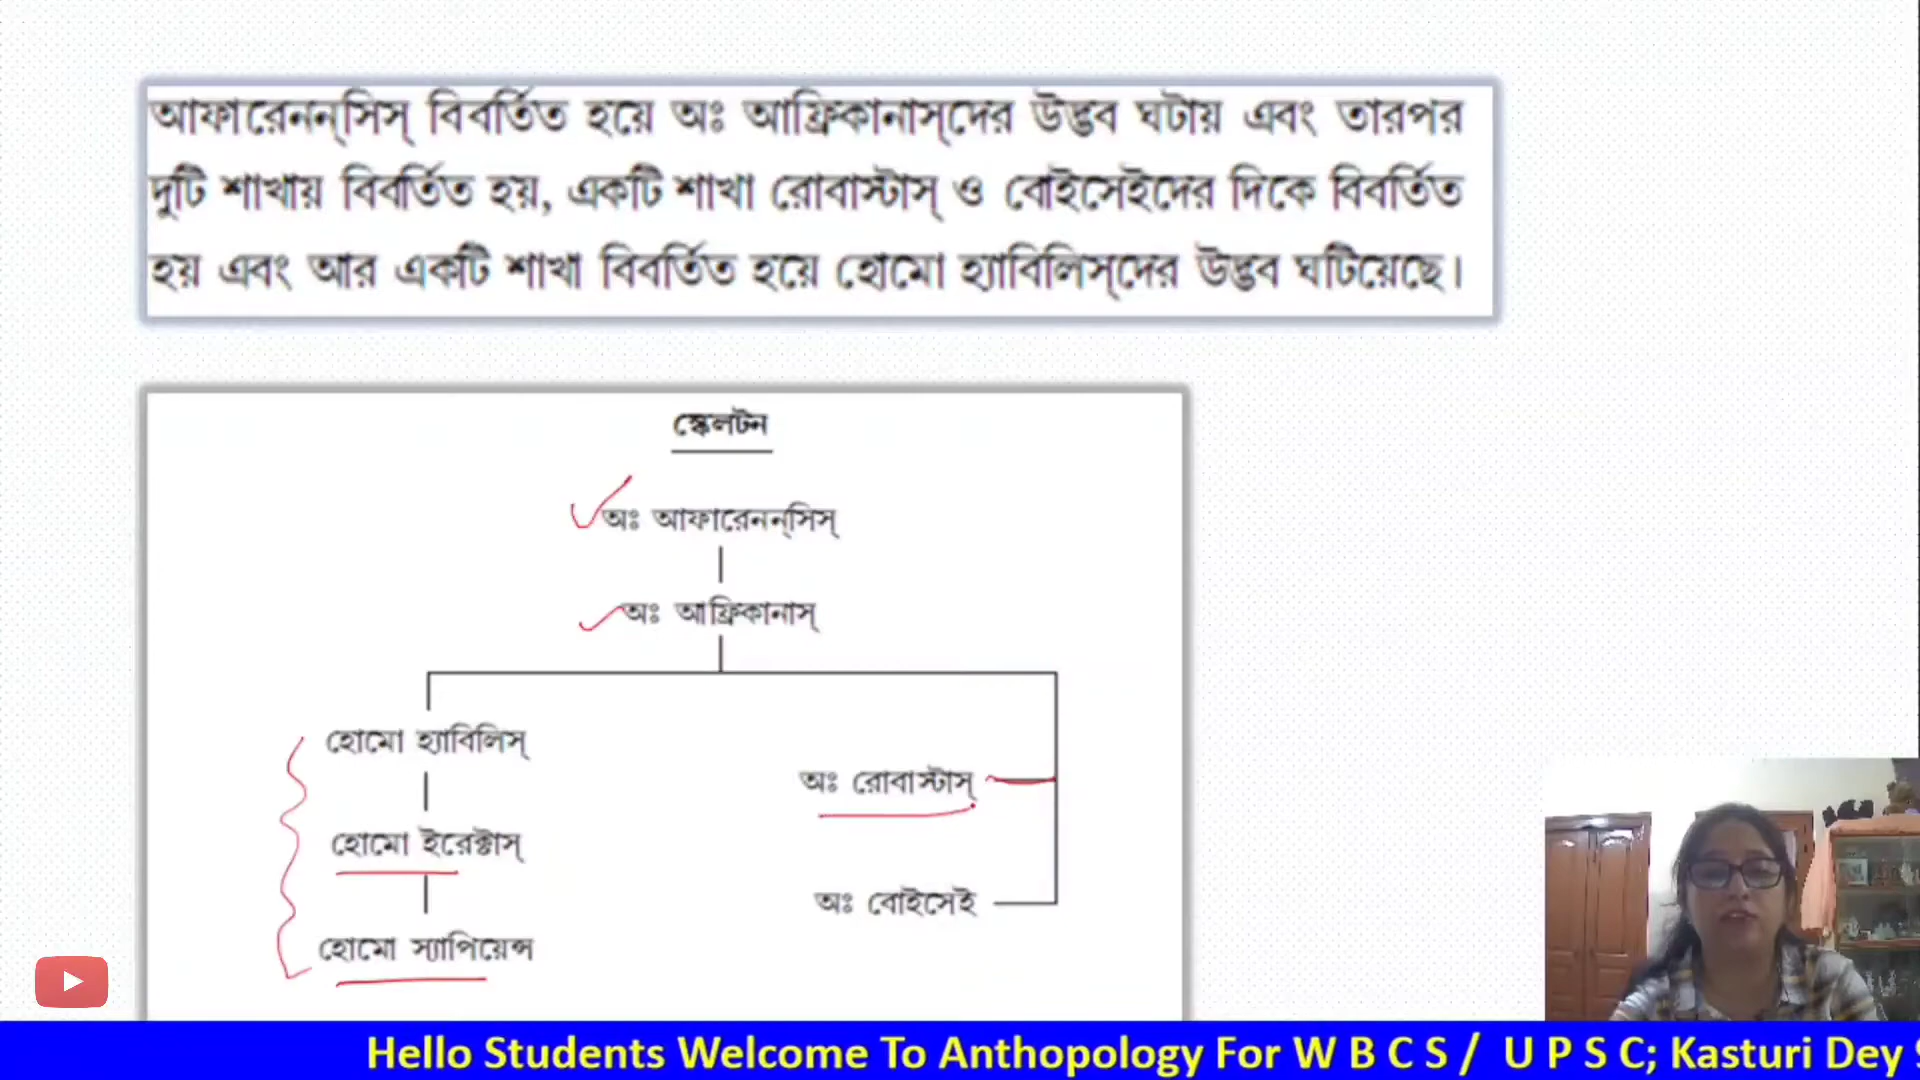 আফারেনন্‌সিস্ বিবর্তিত হয়ে অঃ আফ্রিকানাস্‌দের উদ্ভব ঘটায় এবং তারপর
দুটি শাখায় বিবর্তিত হয়, একটি শাখা রোবাস্টাস্ ও বোইসেইদের দিকে বিবর্তিত
হয় এবং আর একটি শাখা বিবর্তিত হয়ে হোমো হ্যাবিলিস্‌দের উদ্ভব ঘটিয়েছে।
স্কেলটন
অঃ আফারেনন্‌সিস্
অঃ আফ্রিকানাস্
হোমো হ্যাবিলিস্
অঃ রোবাস্টাস্
হোমো ইরেক্টাস্
অঃ বোইসেই
হোমো স্যাপিয়েন্স
Hello Students Welcome To Anthopology For W B C S / U P S C; Kasturi Dey